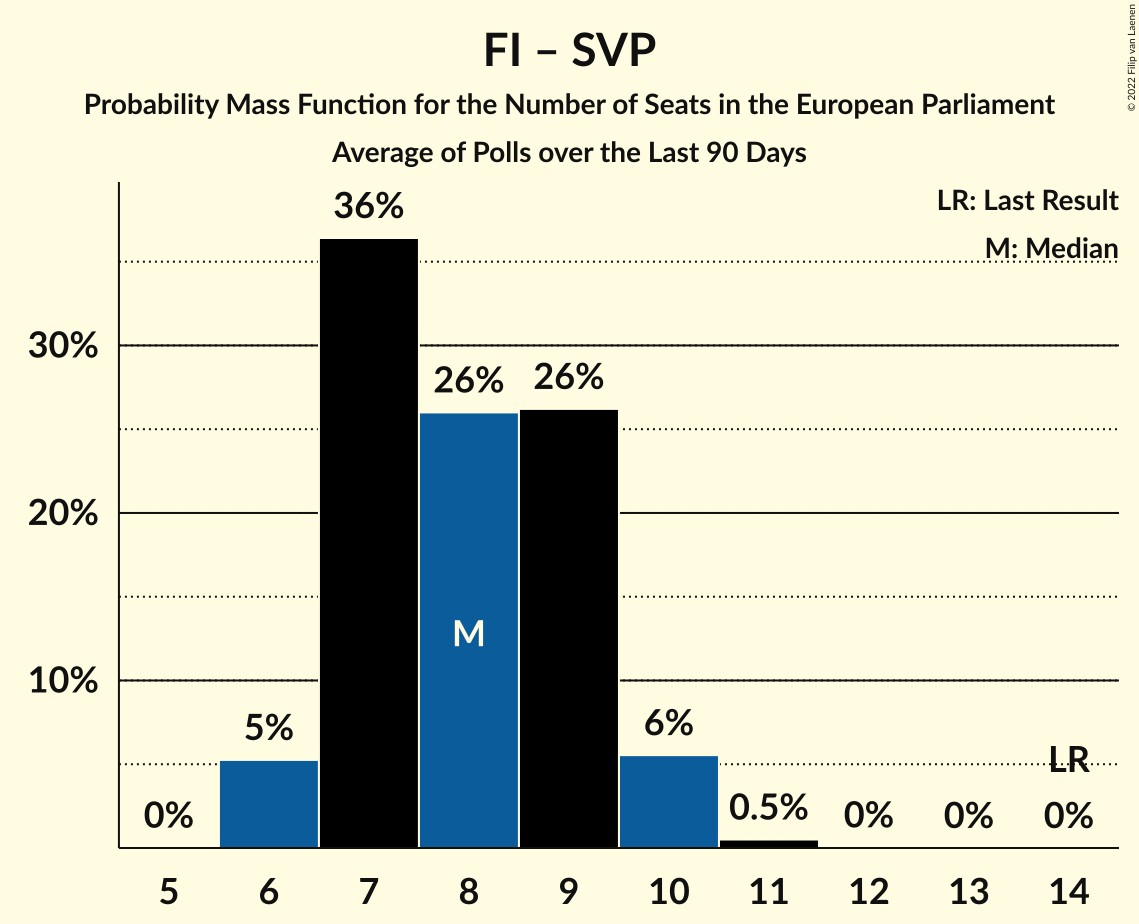 FI – SVP
Probability Mass Function for the Number of Seats in the European Parliament
Average of Polls over the Last 90 Days
© 2022 Filip van Laenen
LR: Last Result
M: Median
36%
30%
26%
26%
20%
M
10%
5%
6%
LR
0%
0.5%
0%
0%
0%
5 6 7 8 9 10 11 12 13 14